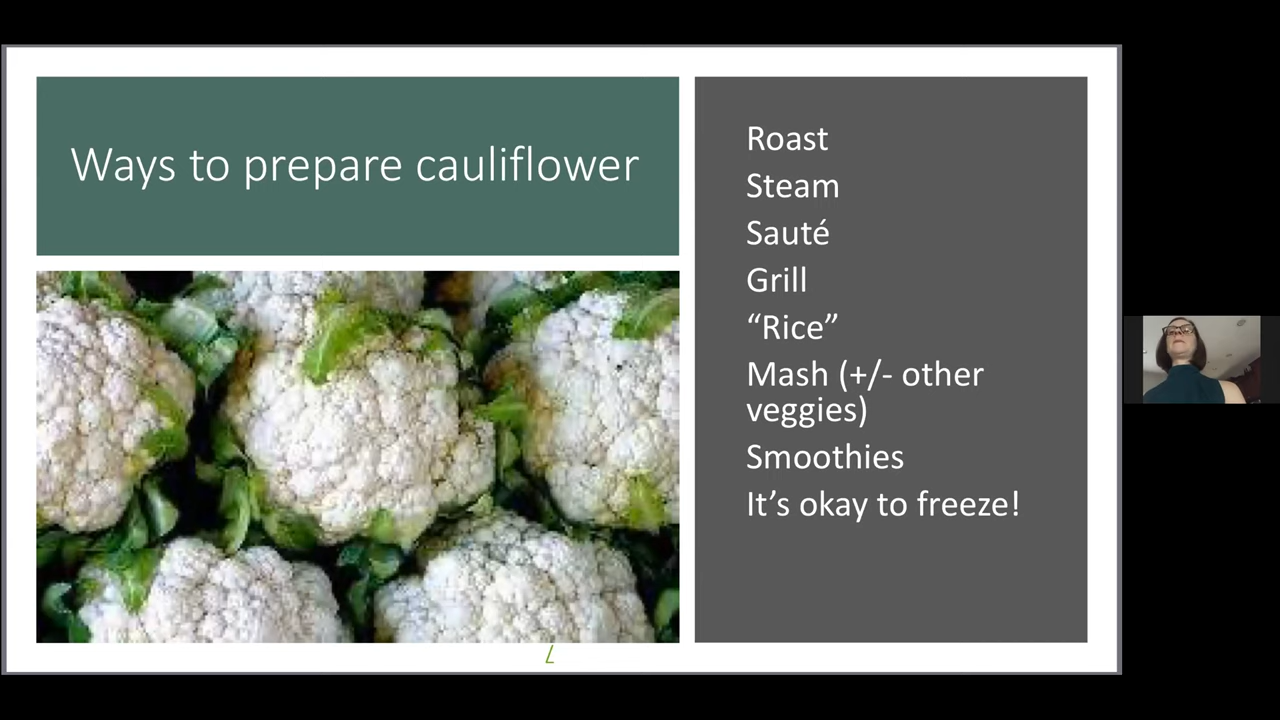 Ways to prepare cauliflower
Roast
Steam
Sauté
Grill
“Rice”
Mash (+/- other
veggies)
Smoothies
It’s okay to freeze!